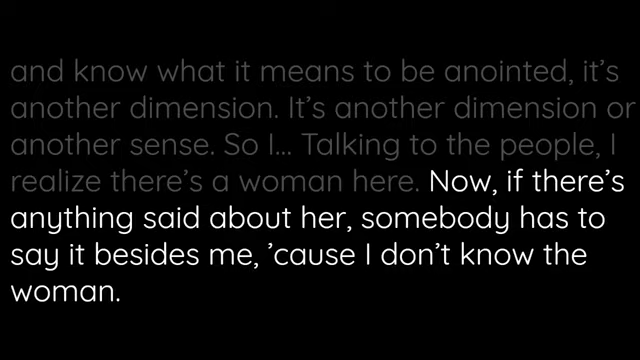 and know what it means to be anointed, it’s
another dimension. It’s another dimension or
another sense. So I... Talking to the people, I
realize there’s a woman here. Now, if there’s
anything said about her, somebody has to
say it besides me, ’cause I don’t know the
woman.